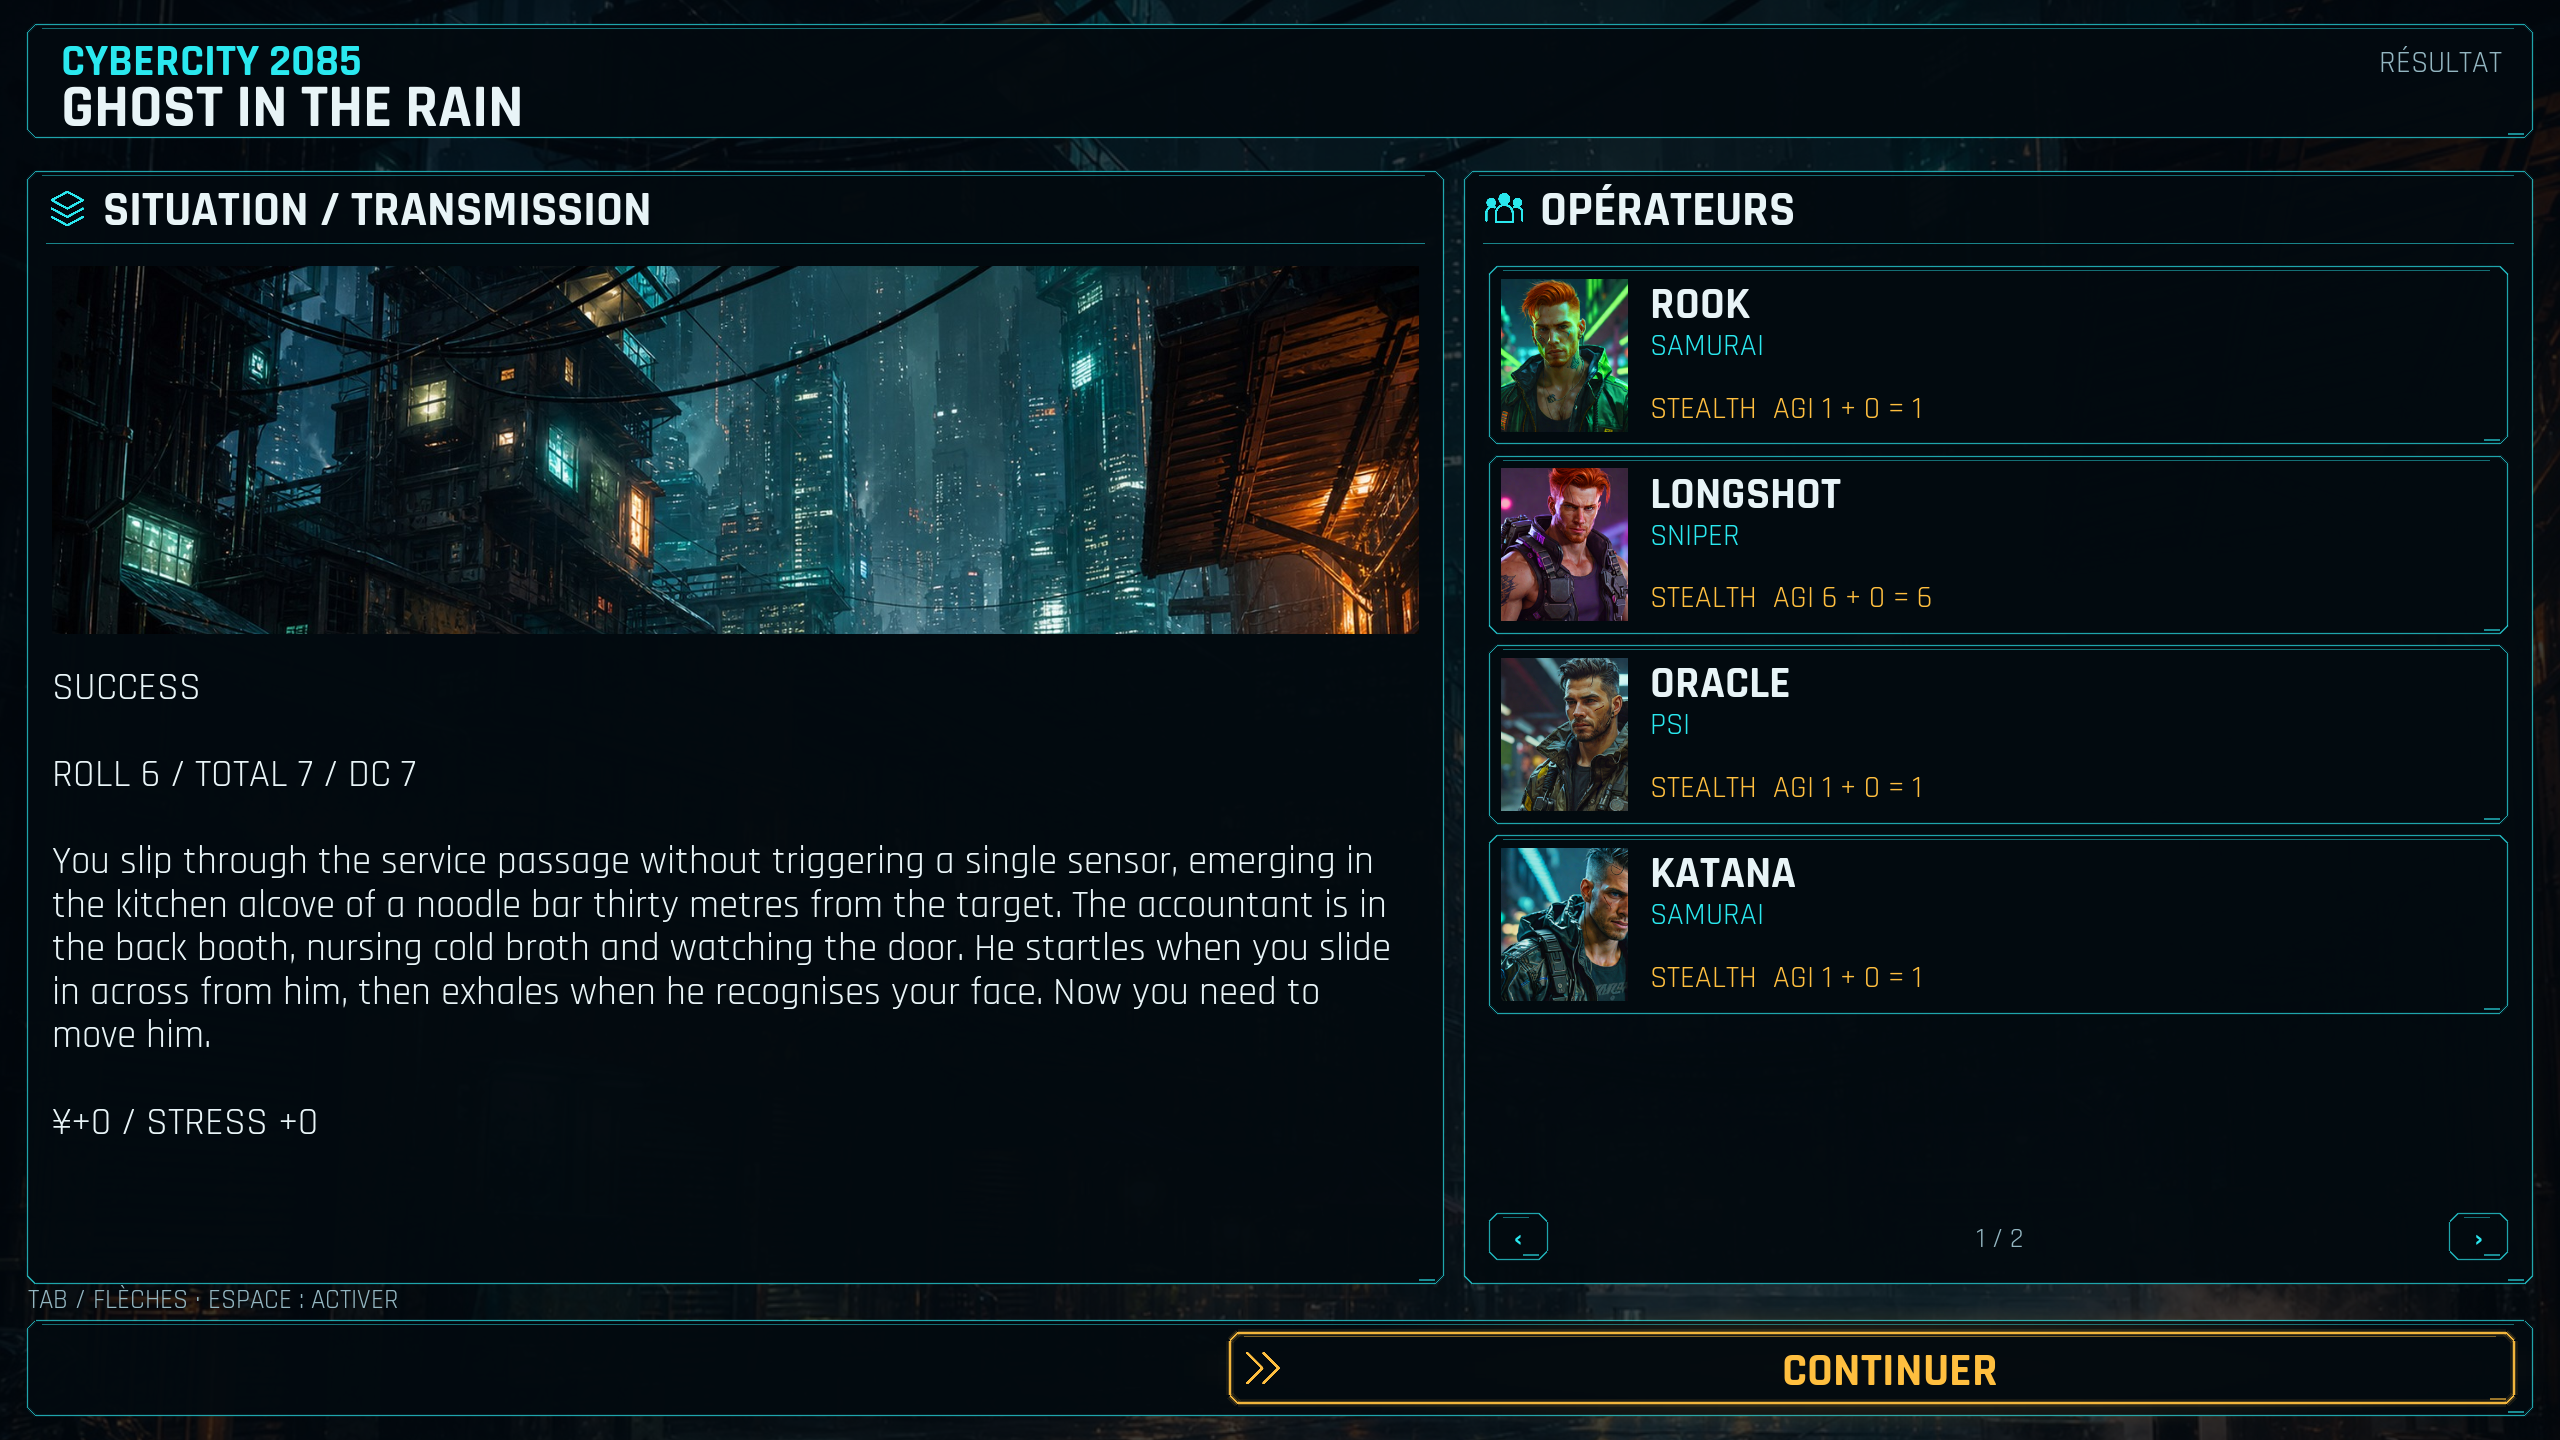 CYBERCITY 2085
GHOST IN THE RAIN
RÉSULTAT
SITUATION / TRANSMISSION
SUCCESS
ROLL 6 / TOTAL 7 / DC 7
You slip through the service passage without triggering a single sensor, emerging in
the kitchen alcove of a noodle bar thirty metres from the target. The accountant is in
the back booth, nursing cold broth and watching the door. He startles when you slide
in across from him, then exhales when he recognises your face. Now you need to
move him.
¥+0 / STRESS +0
OPÉRATEURS
ROOK
SAMURAI
STEALTH AGI 1 + 0 = 1
LONGSHOT
SNIPER
STEALTH AGI 6 + 0 = 6
ORACLE
PSI
STEALTH AGI 1 + 0 = 1
KATANA
SAMURAI
STEALTH AGI 1 + 0 = 1
‹ 1 / 2 ›
TAB / FLÈCHES · ESPACE : ACTIVER
CONTINUER